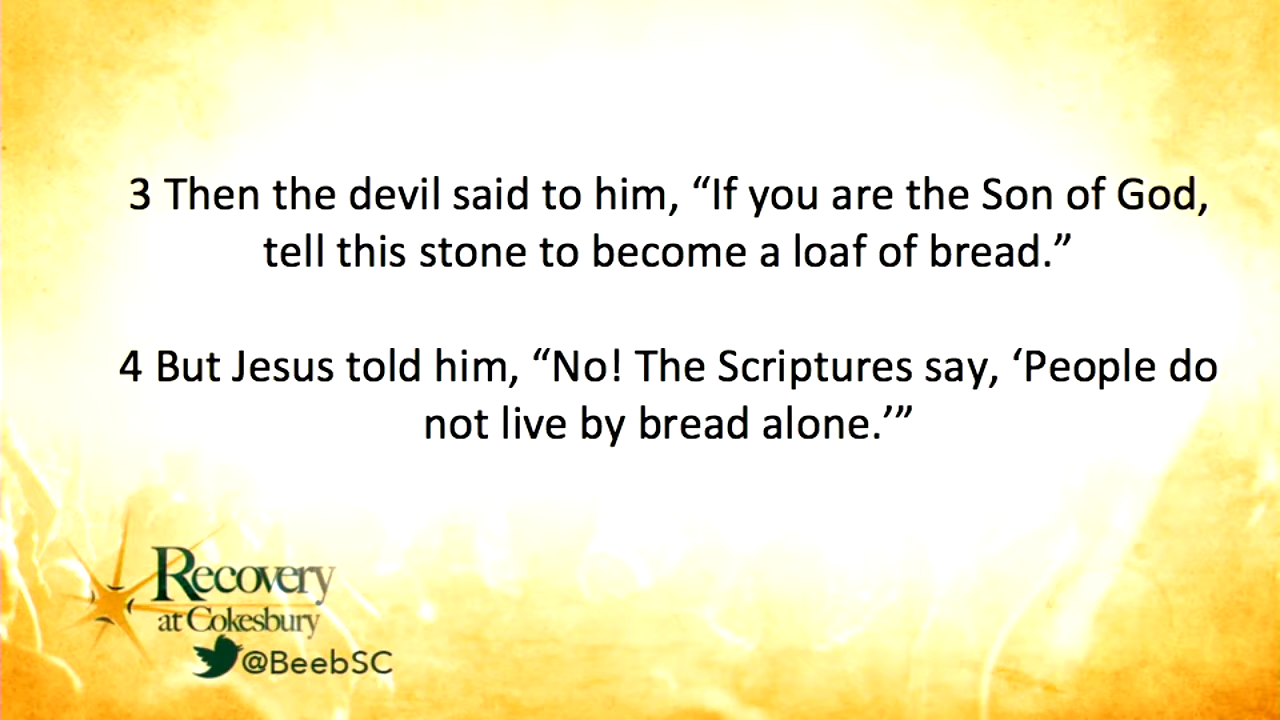 3 Then the devil said to him, “If you are the Son of God,
tell this stone to become a loaf of bread.”
4 But Jesus told him, “No! The Scriptures say, ‘People do
not live by bread alone.’”
Recovery
at Cokesbury
@BeebSC